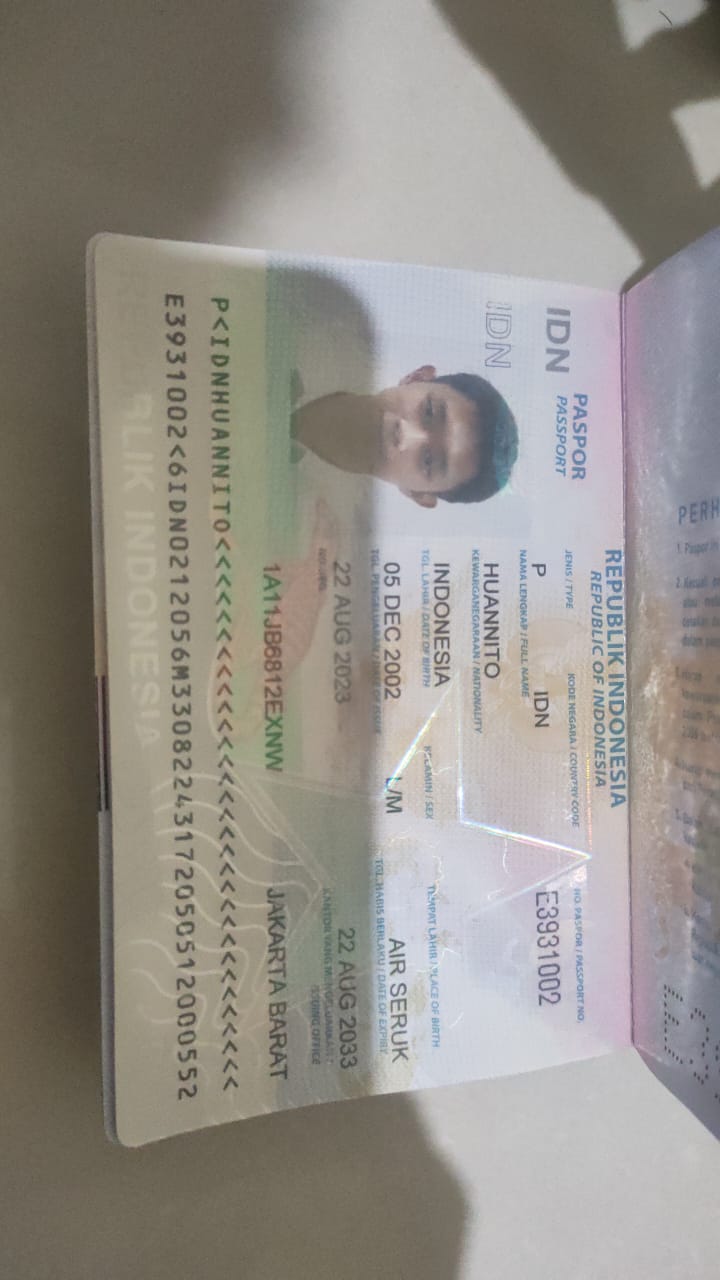 REPUBLIK INDONESIA
REPUBLIC OF INDONESIA
PASPOR
PASSPORT
IDN
IDN
JENIS / TYPE
KODE NEGARA / COUNTRY CODE
NO. PASPOR / PASSPORT NO.
P
IDN
E3931002
NAMA LENGKAP / FULL NAME
HUANNITO
KEWARGANEGARAAN / NATIONALITY
INDONESIA
TGL. LAHIR / DATE OF BIRTH
KELAMIN / SEX
TEMPAT LAHIR / PLACE OF BIRTH
05 DEC 2002
L/M
AIR SERUK
TGL. PENGELUARAN / DATE OF ISSUE
TGL. HABIS BERLAKU / DATE OF EXPIRY
22 AUG 2023
22 AUG 2033
NO. REG.
KANTOR YANG MENGELUARKAN /
ISSUING OFFICE
1A11JB6812EXNW
JAKARTA BARAT
P<IDNHUANNITO<<<<<<<<<<<<<<<<<<<<<<<<<<<<<<<
E3931002<6IDN0212056M33082243172050512000552
REPUBLIK INDONESIA